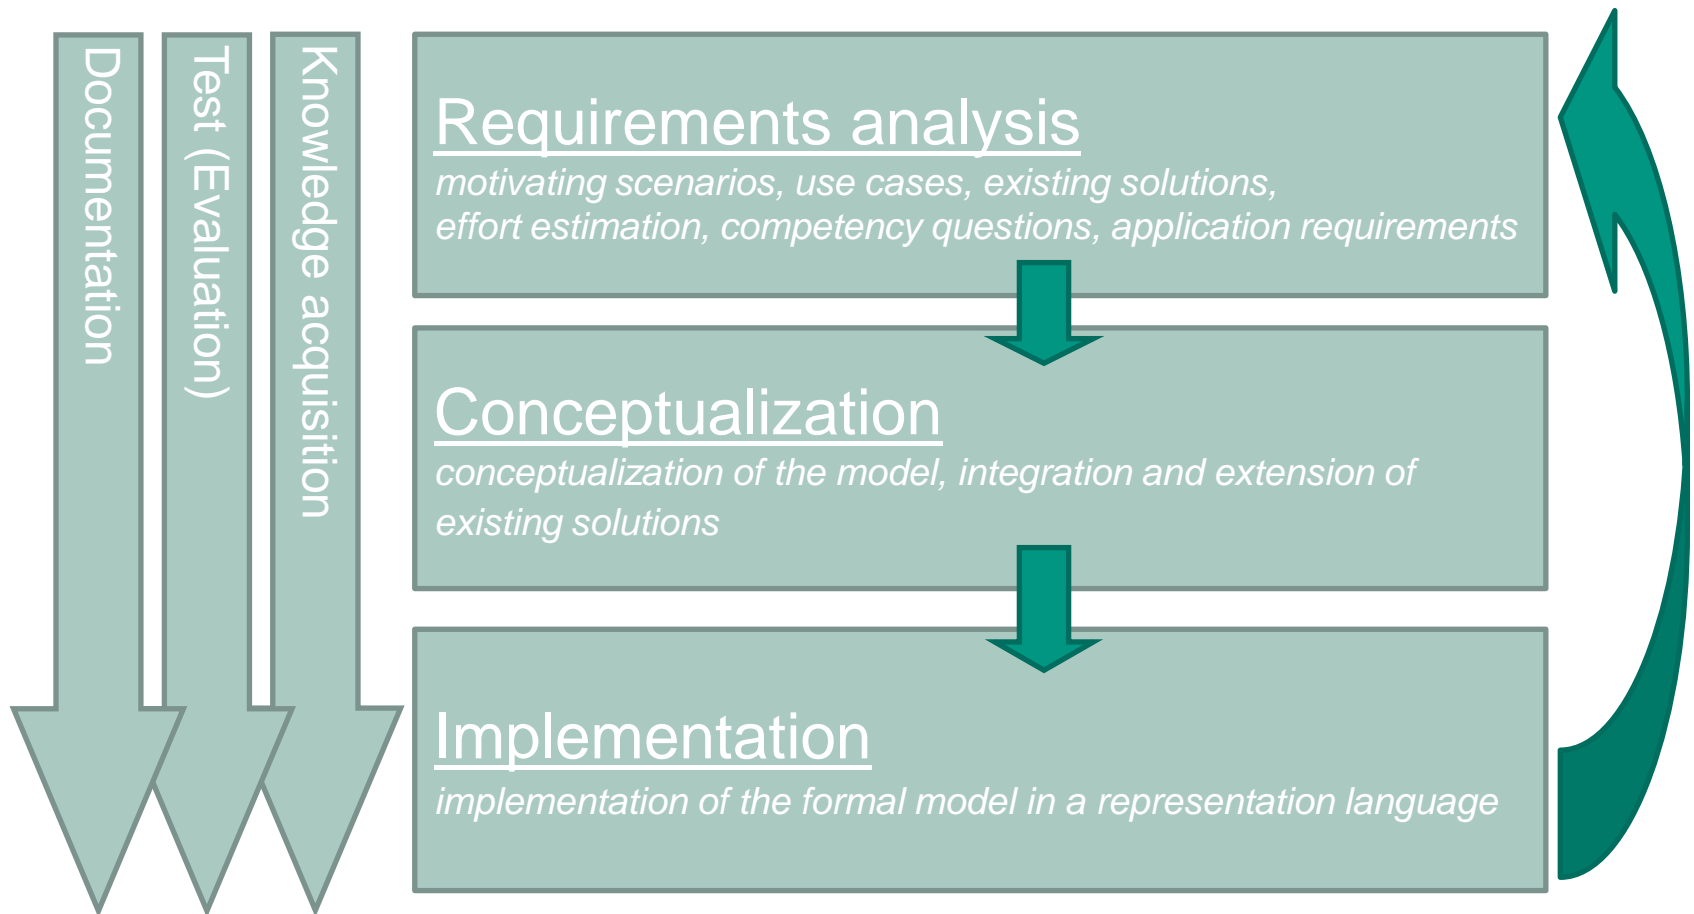 Documentation
Test (Evaluation)
Knowledge acquisition
Requirements analysis
motivating scenarios, use cases, existing solutions,
effort estimation, competency questions, application requirements
Conceptualization
conceptualization of the model, integration and extension of
existing solutions
Implementation
implementation of the formal model in a representation language